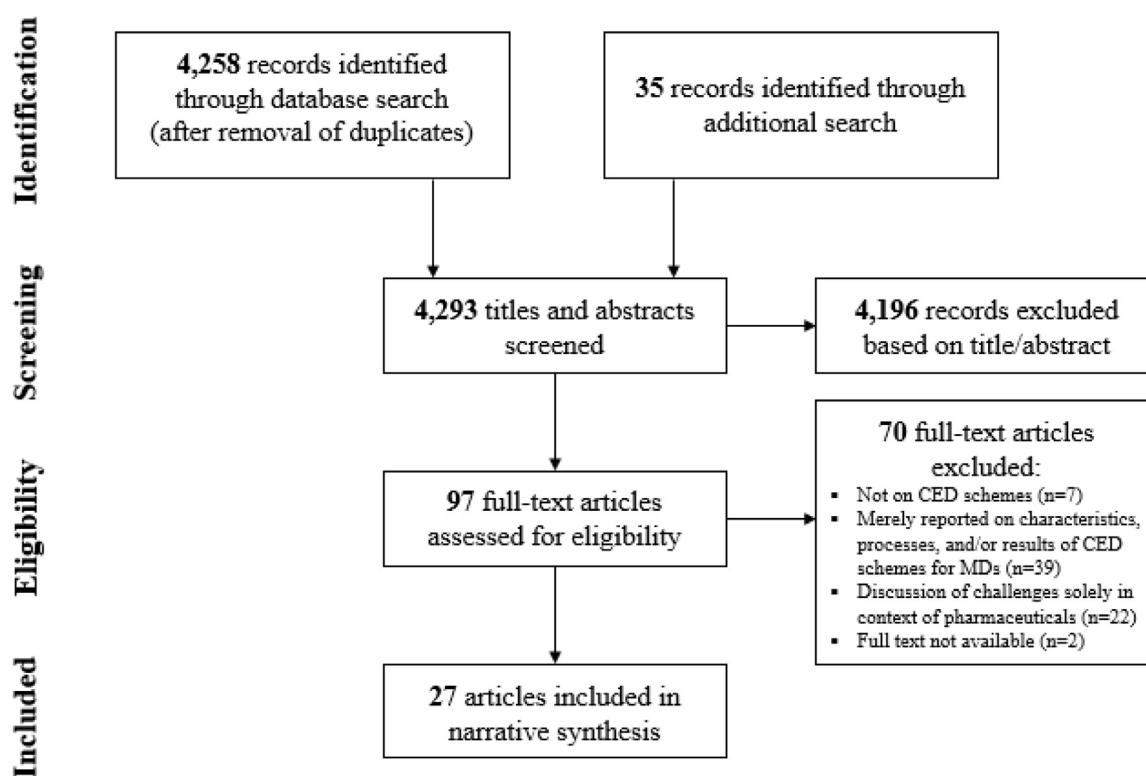 Identification
4,258 records identified
through database search
(after removal of duplicates)
35 records identified through
additional search
Screening
4,293 titles and abstracts
screened
4,196 records excluded
based on title/abstract
Eligibility
97 full-text articles
assessed for eligibility
70 full-text articles
excluded:
▪ Not on CED schemes (n=7)
▪ Merely reported on characteristics,
processes, and/or results of CED
schemes for MDs (n=39)
▪ Discussion of challenges solely in
context of pharmaceuticals (n=22)
▪ Full text not available (n=2)
Included
27 articles included in
narrative synthesis